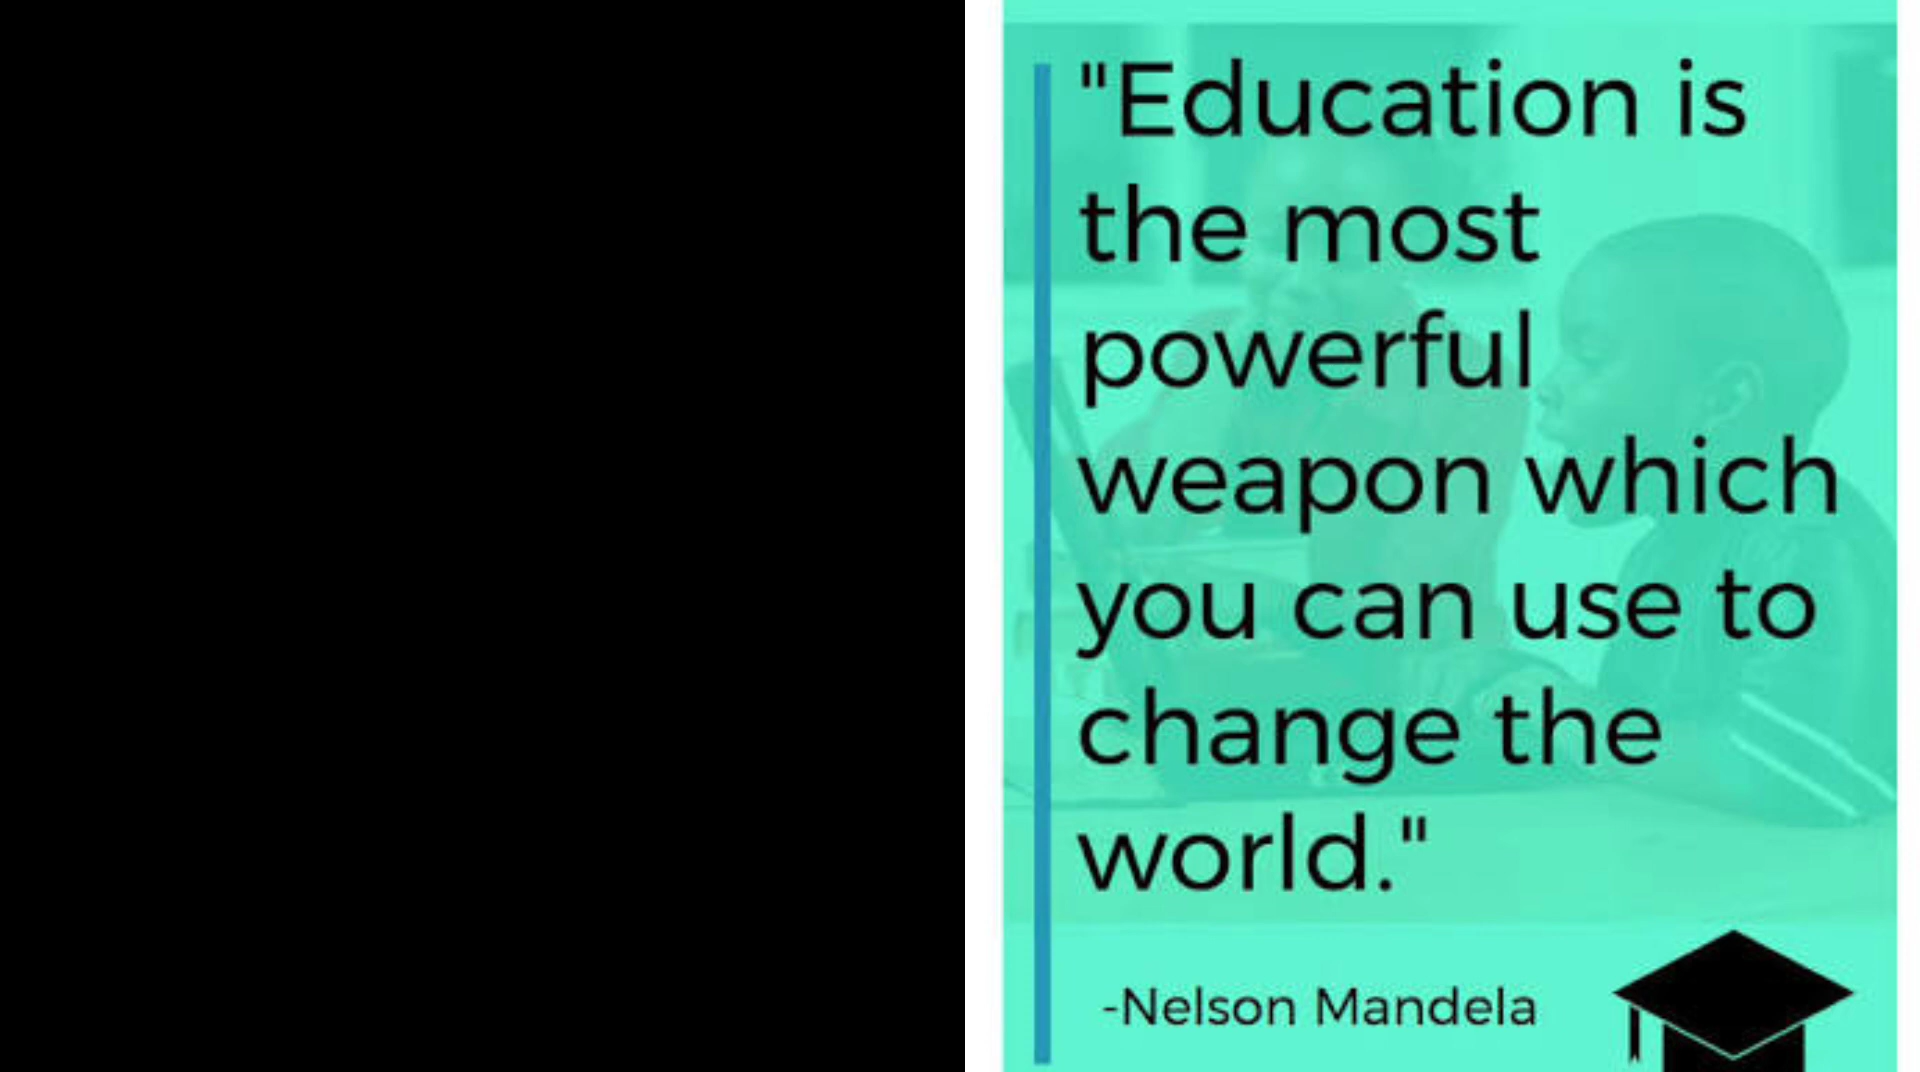 "Education is
the most
powerful
weapon which
you can use to
change the
world."
-Nelson Mandela